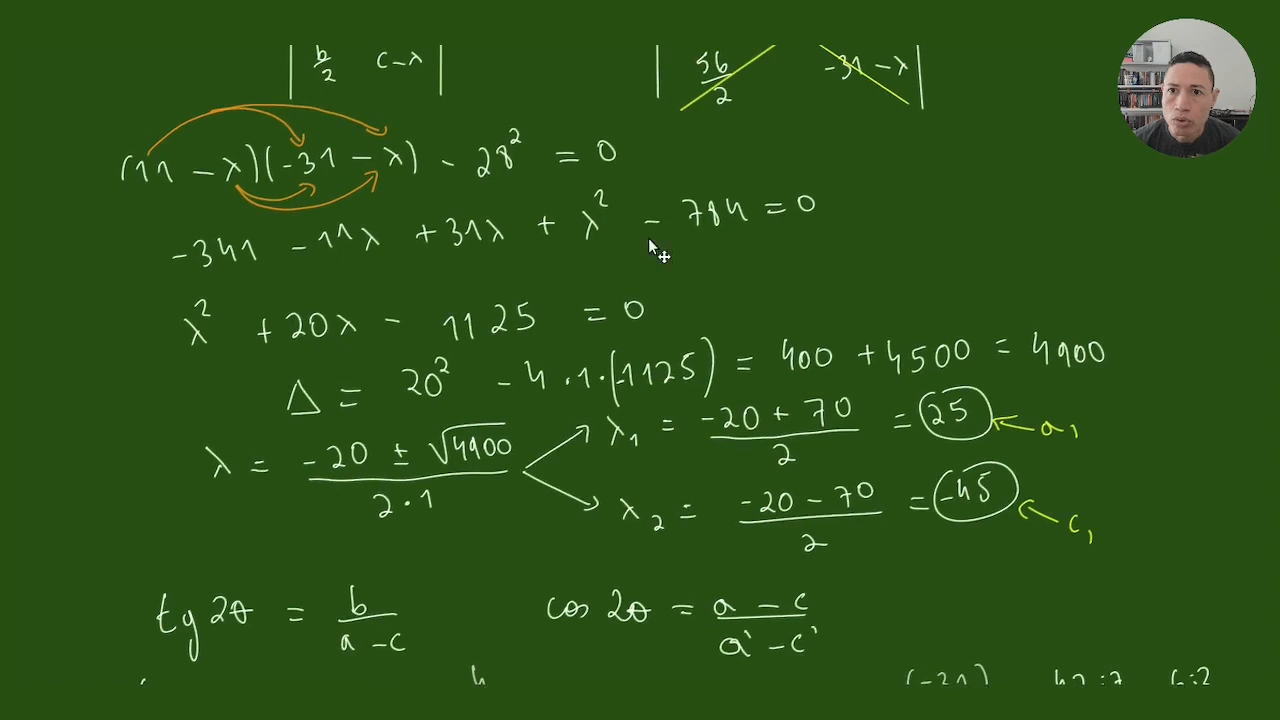 b/2 c-λ 56/2 -31-λ
(11 - λ)(-31 - λ) - 28² = 0
-341 - 11λ + 31λ + λ² - 784 = 0
λ² + 20λ - 1125 = 0
Δ = 20² - 4·1·(-1125) = 400 + 4500 = 4900
λ = (-20 ± √4900)/(2·1)
λ₁ = (-20 + 70)/2 = 25 ← a,
λ₂ = (-20 - 70)/2 = -45 ← c,
tg 2θ = b/(a - c) cos 2θ = (a - c)/(a' - c')